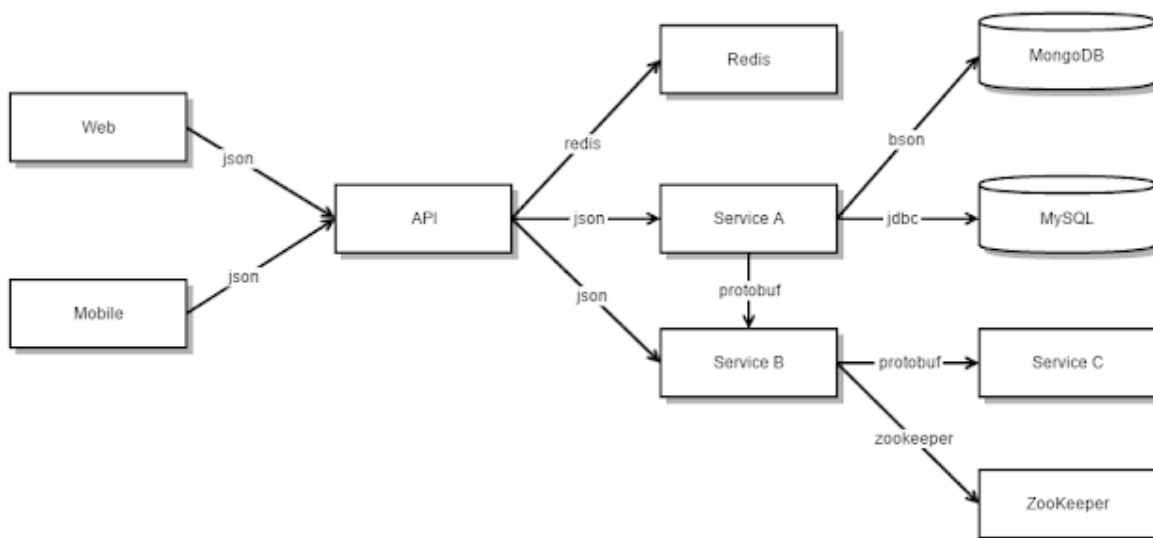 Redis
MongoDB
Web
json
redis
bson
API
json
Service A
jdbc
MySQL
Mobile
json
json
protobuf
Service B
protobuf
Service C
zookeeper
ZooKeeper